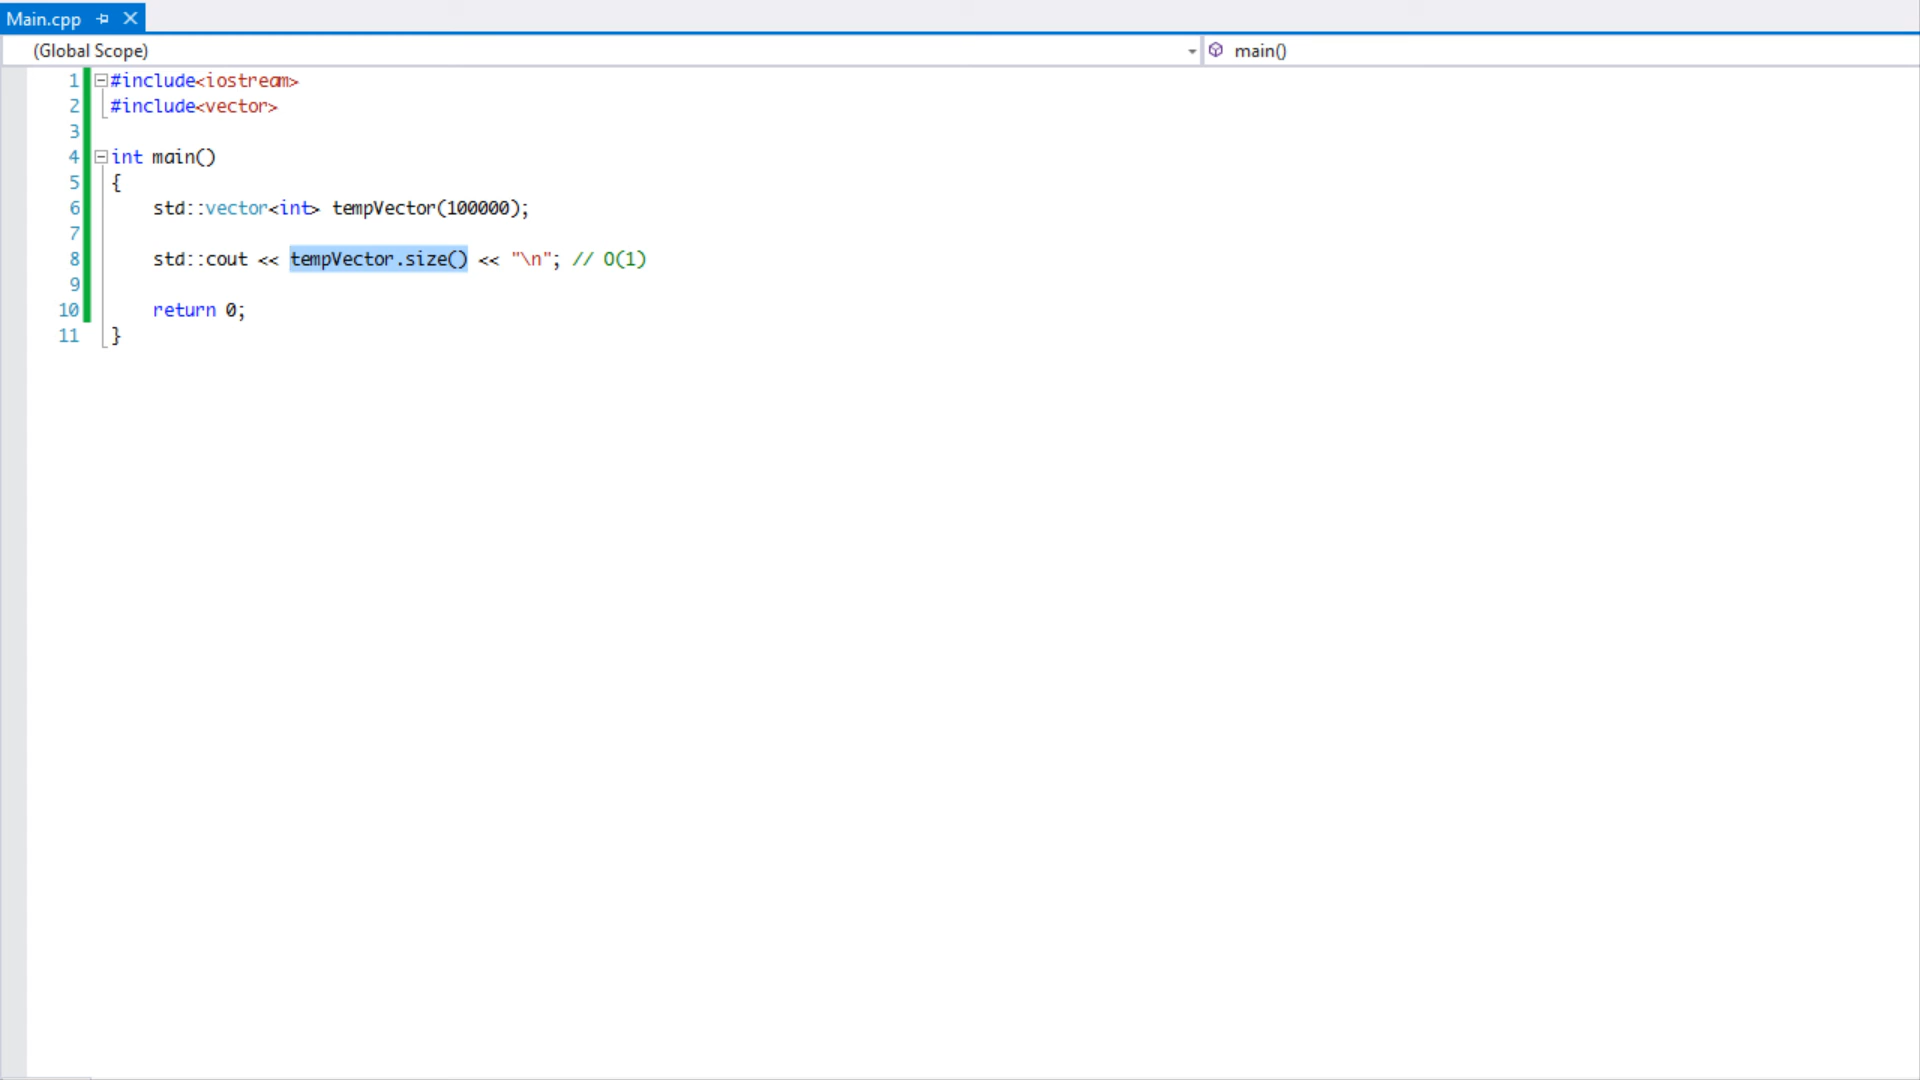 Main.cpp
(Global Scope) main()
1 #include<iostream>
2 #include<vector>
3
4 int main()
5 {
6 std::vector<int> tempVector(100000);
7
8 std::cout << tempVector.size() << "\n"; // O(1)
9
10 return 0;
11 }